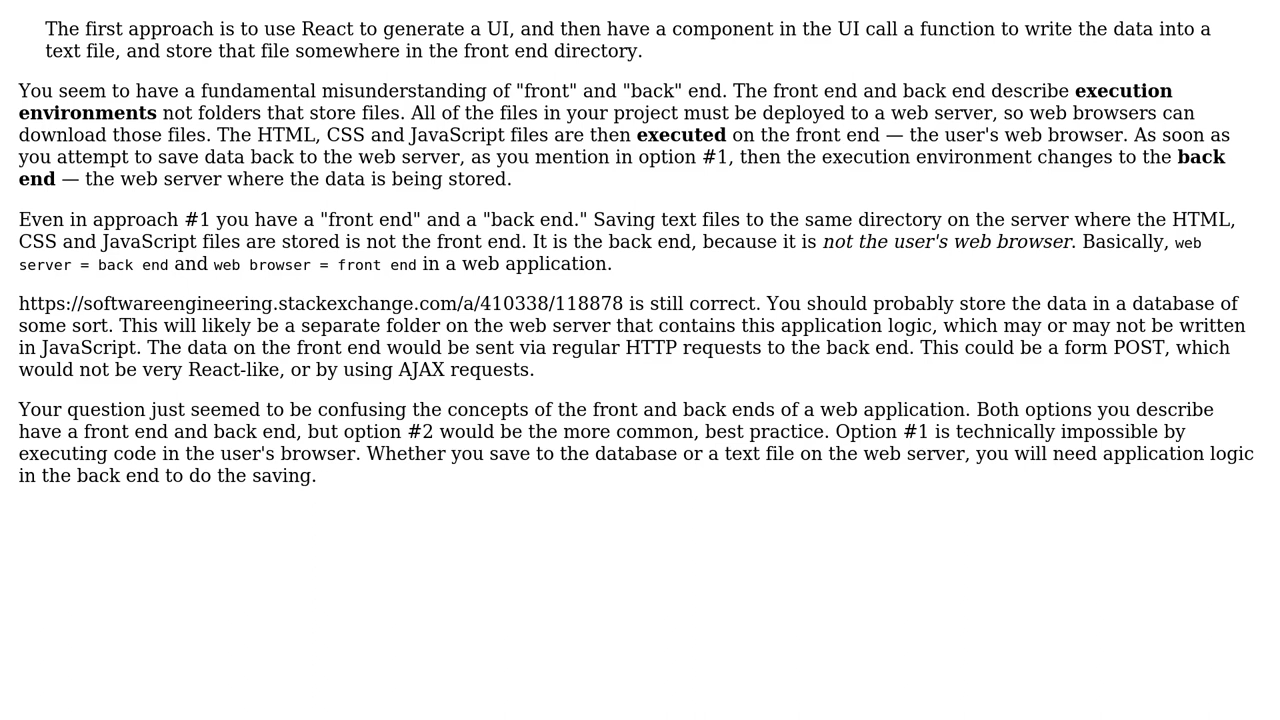 The first approach is to use React to generate a UI, and then have a component in the UI call a function to write the data into a
text file, and store that file somewhere in the front end directory.
You seem to have a fundamental misunderstanding of "front" and "back" end. The front end and back end describe execution
environments not folders that store files. All of the files in your project must be deployed to a web server, so web browsers can
download those files. The HTML, CSS and JavaScript files are then executed on the front end — the user's web browser. As soon as
you attempt to save data back to the web server, as you mention in option #1, then the execution environment changes to the back
end — the web server where the data is being stored.
Even in approach #1 you have a "front end" and a "back end." Saving text files to the same directory on the server where the HTML,
CSS and JavaScript files are stored is not the front end. It is the back end, because it is not the user's web browser. Basically, web
server = back end and web browser = front end in a web application.
https://softwareengineering.stackexchange.com/a/410338/118878 is still correct. You should probably store the data in a database of
some sort. This will likely be a separate folder on the web server that contains this application logic, which may or may not be written
in JavaScript. The data on the front end would be sent via regular HTTP requests to the back end. This could be a form POST, which
would not be very React-like, or by using AJAX requests.
Your question just seemed to be confusing the concepts of the front and back ends of a web application. Both options you describe
have a front end and back end, but option #2 would be the more common, best practice. Option #1 is technically impossible by
executing code in the user's browser. Whether you save to the database or a text file on the web server, you will need application logic
in the back end to do the saving.